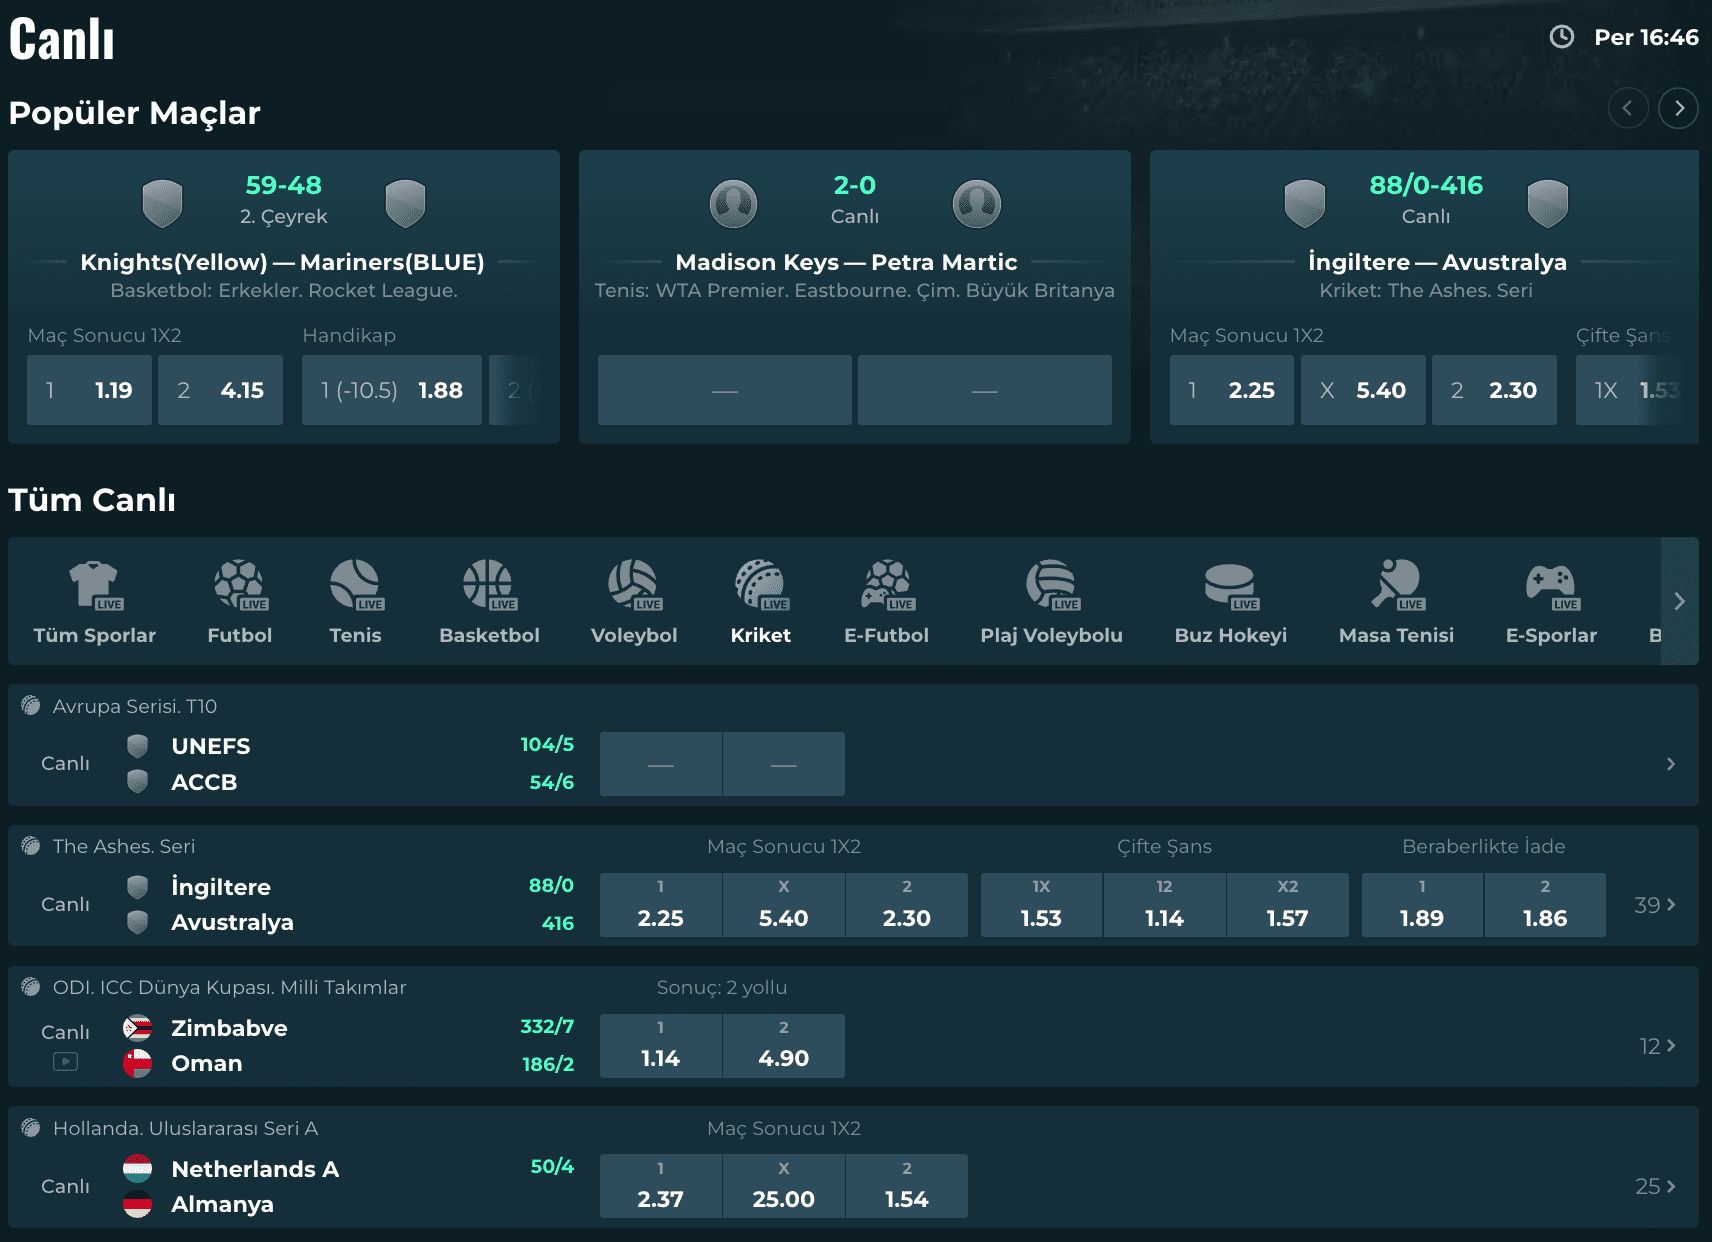 Canlı
Per 16:46
Popüler Maçlar
59-48
2. Çeyrek
Knights(Yellow) — Mariners(BLUE)
Basketbol: Erkekler. Rocket League.
Maç Sonucu 1X2 Handikap
1 1.19 2 4.15 1 (-10.5) 1.88 2 (
2-0
Canlı
Madison Keys — Petra Martic
Tenis: WTA Premier. Eastbourne. Çim. Büyük Britanya
— —
88/0-416
Canlı
İngiltere — Avustralya
Kriket: The Ashes. Seri
Maç Sonucu 1X2 Çifte Şans
1 2.25 X 5.40 2 2.30 1X 1.53
Tüm Canlı
LIVE LIVE LIVE LIVE LIVE LIVE LIVE LIVE LIVE LIVE LIVE
Tüm Sporlar Futbol Tenis Basketbol Voleybol Kriket E-Futbol Plaj Voleybolu Buz Hokeyi Masa Tenisi E-Sporlar B
Avrupa Serisi. T10
Canlı
UNEFS 104/5
ACCB 54/6
— —
The Ashes. Seri Maç Sonucu 1X2 Çifte Şans Beraberlikte İade
Canlı
İngiltere 88/0
Avustralya 416
1 X 2 1X 12 X2 1 2
2.25 5.40 2.30 1.53 1.14 1.57 1.89 1.86
39
ODI. ICC Dünya Kupası. Milli Takımlar Sonuç: 2 yollu
Canlı
Zimbabve 332/7
Oman 186/2
1 2
1.14 4.90
12
Hollanda. Uluslararası Seri A Maç Sonucu 1X2
Canlı
Netherlands A 50/4
Almanya
1 X 2
2.37 25.00 1.54
25